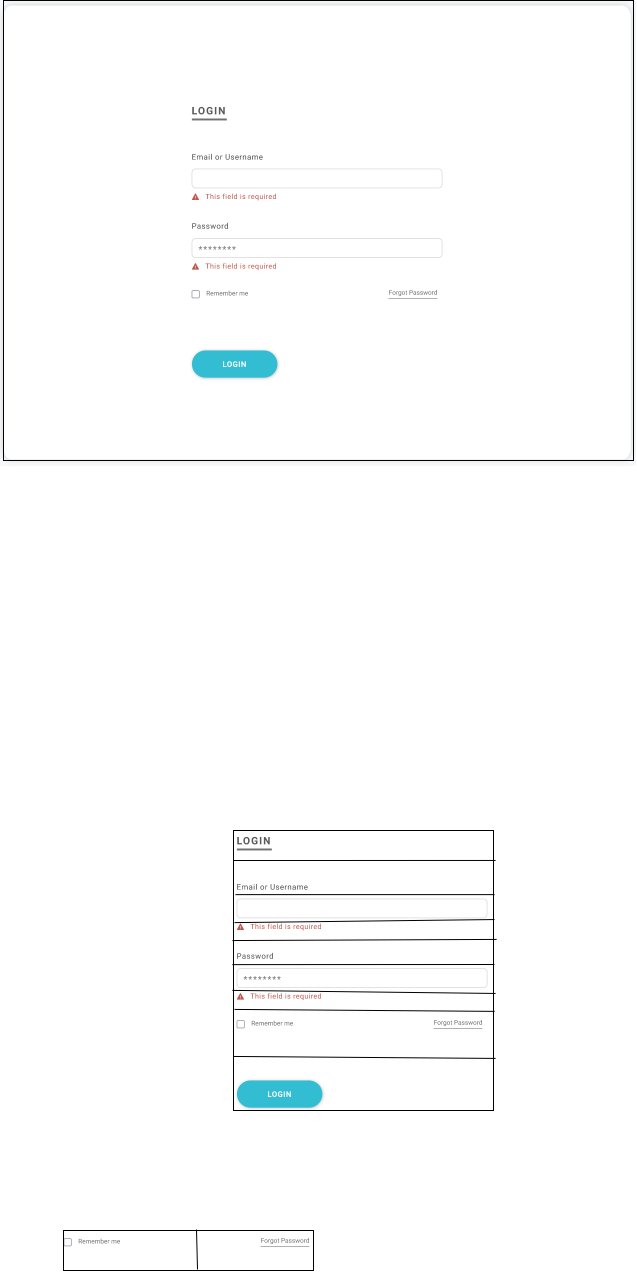 LOGIN
Email or Username
This field is required
Password
********
This field is required
Remember me Forgot Password
LOGIN
LOGIN
Email or Username
This field is required
Password
********
This field is required
Remember me Forgot Password
LOGIN
Remember me Forgot Password